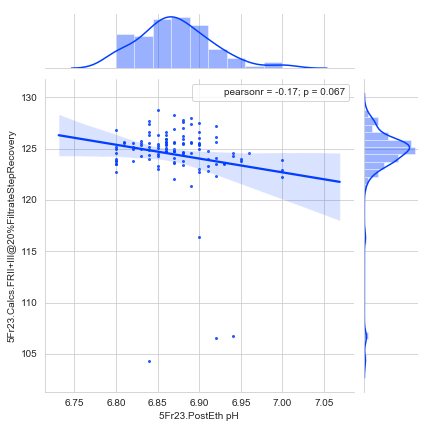 pearsonr = -0.17; p = 0.067
130
125
120
115
110
105
5Fr23.Calcs.FRII+III@20%FiltrateStepRecovery
6.75 6.80 6.85 6.90 6.95 7.00 7.05
5Fr23.PostEth pH